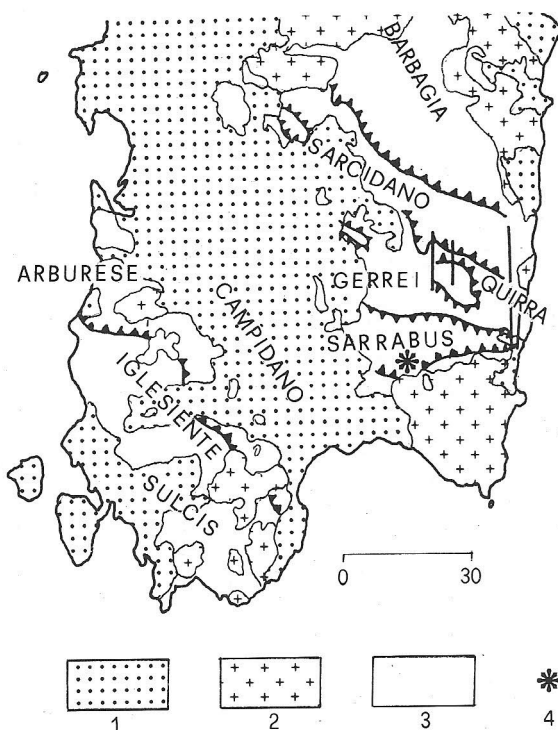 BARBAGIA
SARCIDANO
ARBURESE
GERREI
QUIRRA
CAMPIDANO
SARRABUS
IGLESIENTE
SULCIS
0 30
1 2 3 4